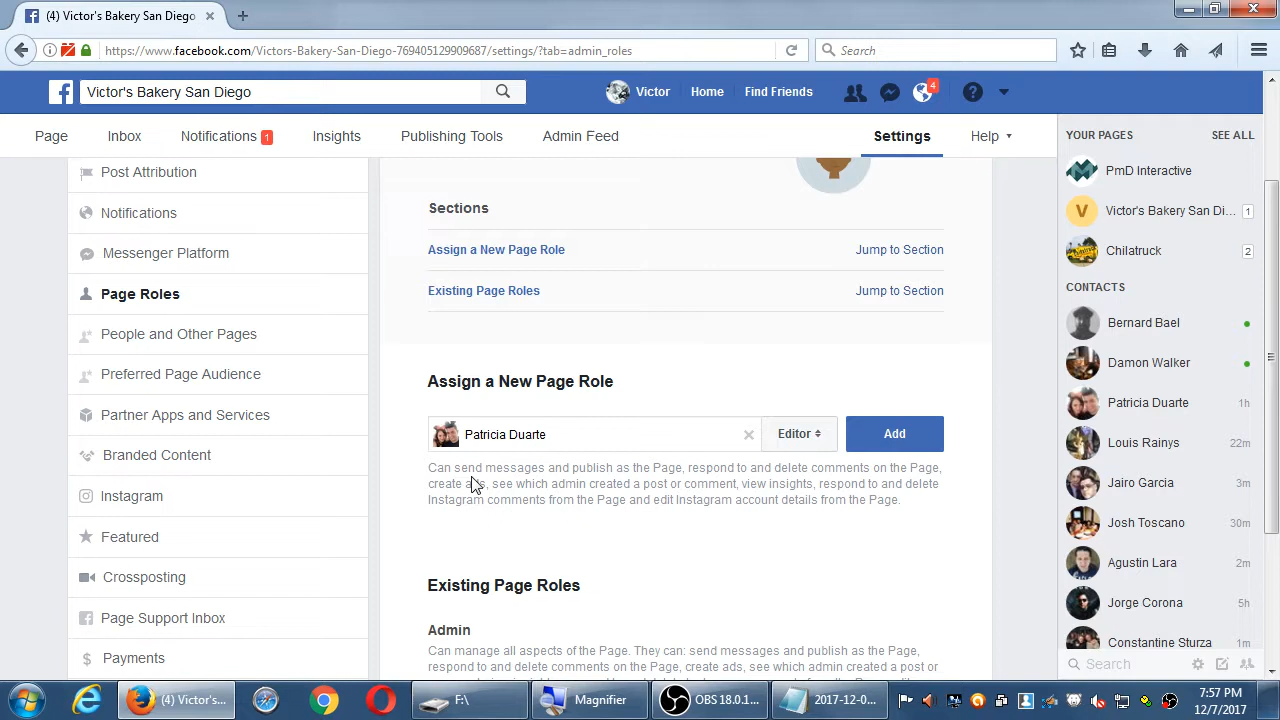 (4) Victor's Bakery San Diego
https://www.facebook.com/Victors-Bakery-San-Diego-769405129909687/settings/?tab=admin_roles
Search
Victor's Bakery San Diego
Victor
Home
Find Friends
4
Page
Inbox
Notifications 1
Insights
Publishing Tools
Admin Feed
Settings
Help
Post Attribution
Notifications
Messenger Platform
Page Roles
People and Other Pages
Preferred Page Audience
Partner Apps and Services
Branded Content
Instagram
Featured
Crossposting
Page Support Inbox
Payments
Sections
Assign a New Page Role Jump to Section
Existing Page Roles Jump to Section
Assign a New Page Role
Patricia Duarte
Editor
Add
Can send messages and publish as the Page, respond to and delete comments on the Page,
create ads, see which admin created a post or comment, view insights, respond to and delete
Instagram comments from the Page and edit Instagram account details from the Page.
Existing Page Roles
Admin
Can manage all aspects of the Page. They can: send messages and publish as the Page,
respond to and delete comments on the Page, create ads, see which admin created a post or
YOUR PAGES SEE ALL
PmD Interactive
V Victor's Bakery San Di... 1
Chilatruck 2
CONTACTS
Bernard Bael
Damon Walker
Patricia Duarte 1h
Louis Rainys 22m
Jairo Garcia 3m
Josh Toscano 30m
Agustin Lara 2m
Jorge Corona 5h
Constantine Sturza 1m
Search
(4) Victor's...
F:\
Magnifier
OBS 18.0.1...
2017-12-0...
7:57 PM
12/7/2017